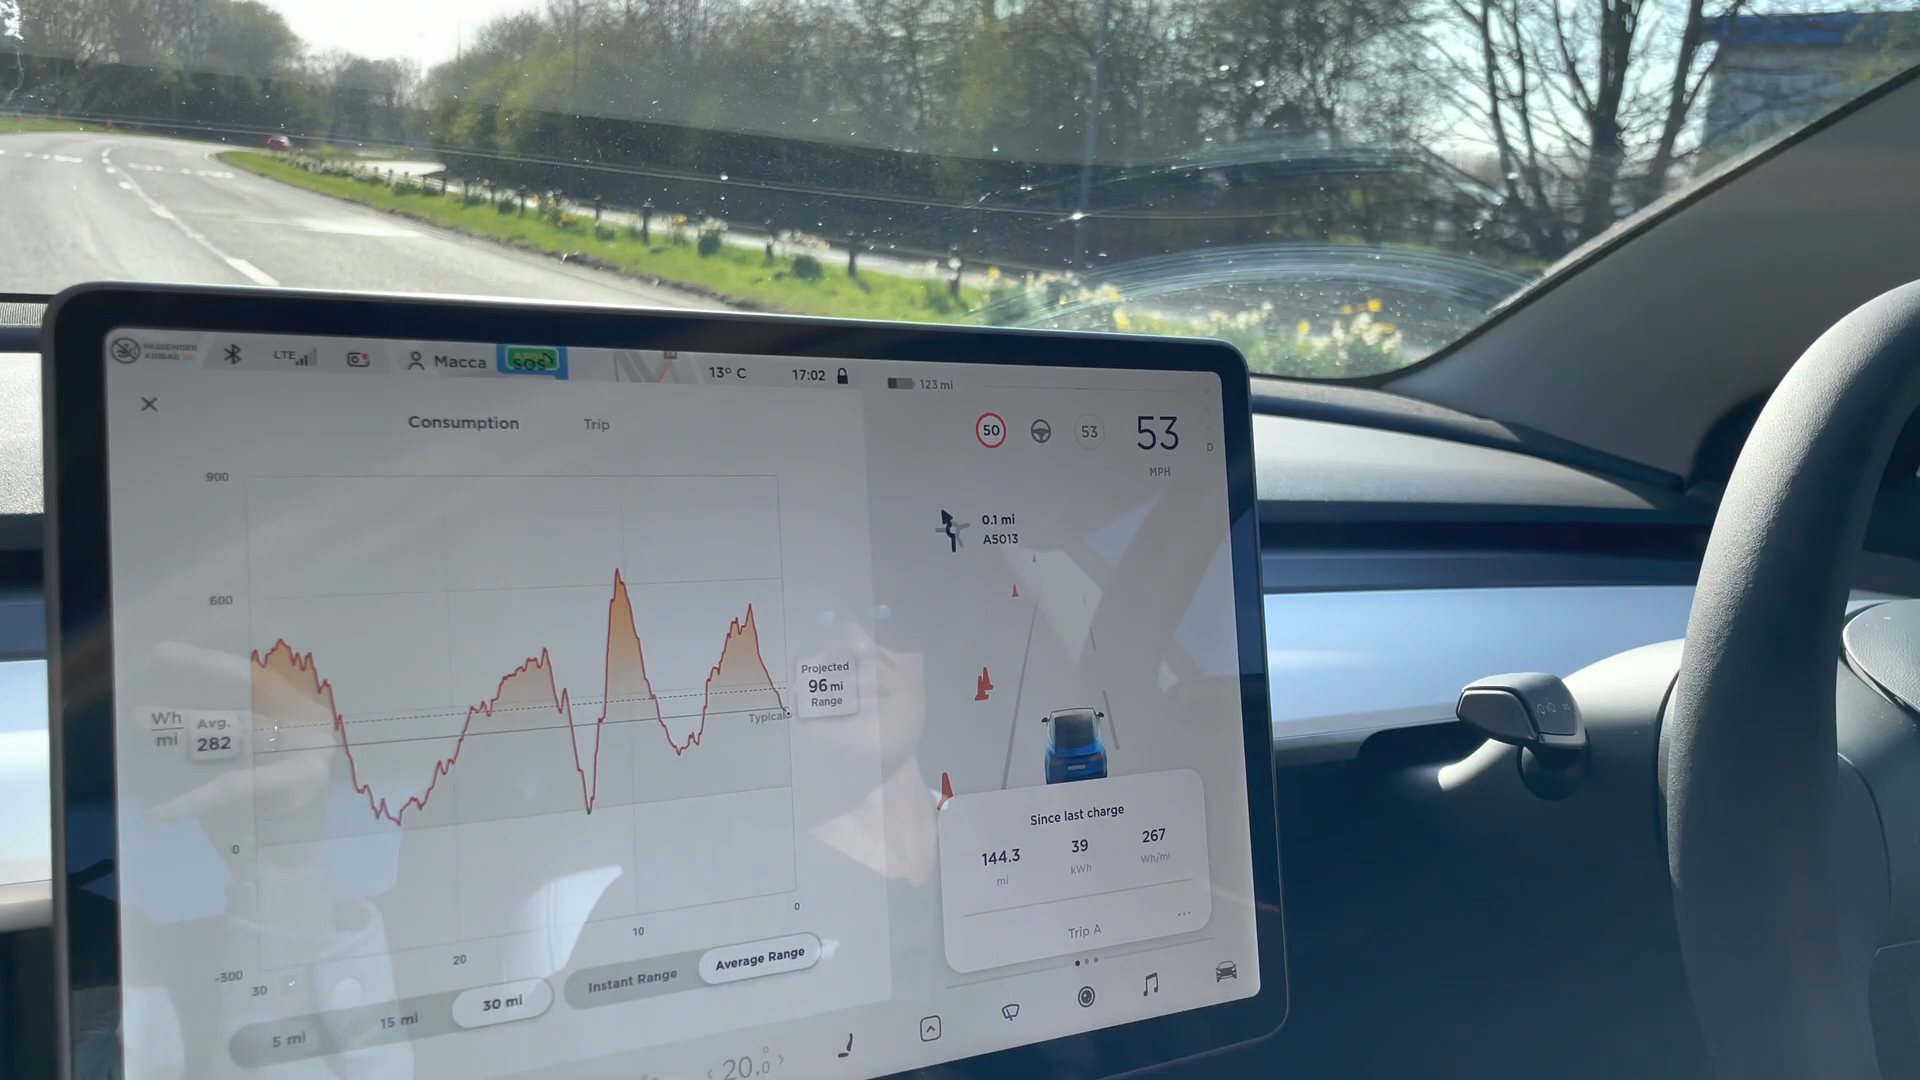 PASSENGER
AIRBAG
LTE
Macca
SOS
13° C
17:02
123 mi
Consumption
Trip
50
53
53
MPH
D
0.1 mi
A5013
900
600
0
-300
Wh
mi
Avg.
282
Projected
96 mi
Range
Typical
30
20
10
0
5 mi
15 mi
30 mi
Instant Range
Average Range
Since last charge
144.3
39
267
mi
kWh
Wh/mi
Trip A
20.0°